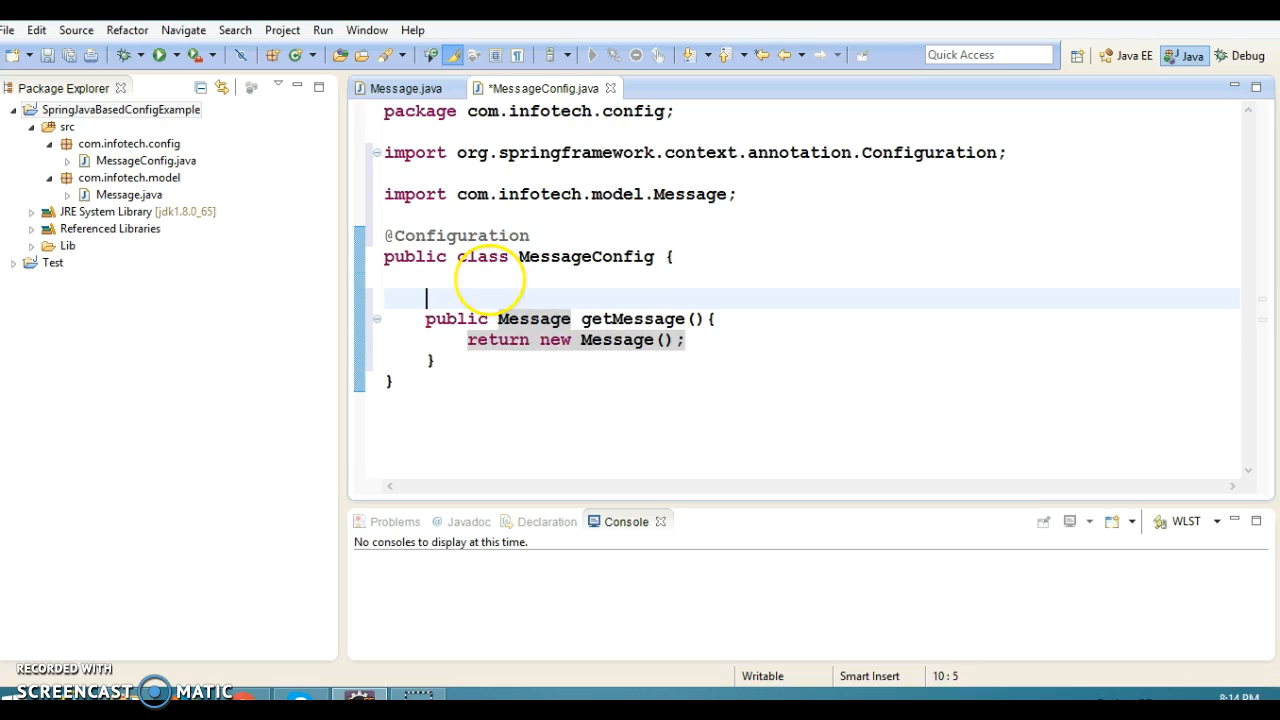 File Edit Source Refactor Navigate Search Project Run Window Help
Quick Access
Java EE
Java
Debug
Package Explorer
SpringJavaBasedConfigExample
src
com.infotech.config
MessageConfig.java
com.infotech.model
Message.java
JRE System Library [jdk1.8.0_65]
Referenced Libraries
Lib
Test
Message.java
*MessageConfig.java
package com.infotech.config;
import org.springframework.context.annotation.Configuration;
import com.infotech.model.Message;
@Configuration
public class MessageConfig {
public Message getMessage(){
return new Message();
}
}
Problems @ Javadoc Declaration Console
WLST
No consoles to display at this time.
Writable
Smart Insert
10 : 5
RECORDED WITH
SCREENCAST MATIC
8:14 PM